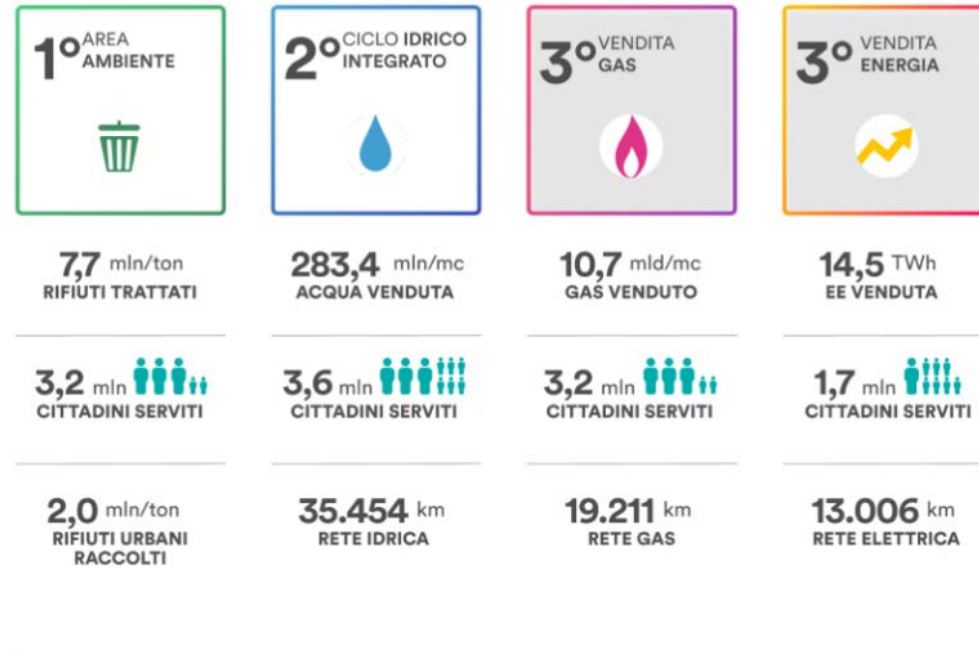 1° AREA
AMBIENTE
7,7 mln/ton
RIFIUTI TRATTATI
3,2 mln
CITTADINI SERVITI
2,0 mln/ton
RIFIUTI URBANI
RACCOLTI
2° CICLO IDRICO
INTEGRATO
283,4 mln/mc
ACQUA VENDUTA
3,6 mln
CITTADINI SERVITI
35.454 km
RETE IDRICA
3° VENDITA
GAS
10,7 mld/mc
GAS VENDUTO
3,2 mln
CITTADINI SERVITI
19.211 km
RETE GAS
3° VENDITA
ENERGIA
14,5 TWh
EE VENDUTA
1,7 mln
CITTADINI SERVITI
13.006 km
RETE ELETTRICA